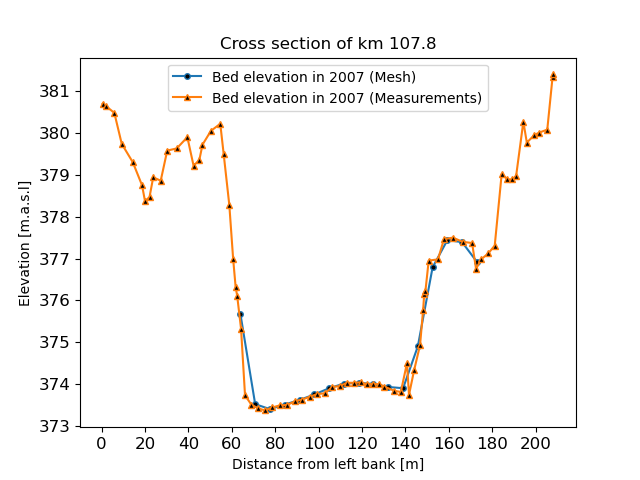 Cross section of km 107.8
Bed elevation in 2007 (Mesh)
Bed elevation in 2007 (Measurements)
Elevation [m.a.s.l]
381
380
379
378
377
376
375
374
373
0 20 40 60 80 100 120 140 160 180 200
Distance from left bank [m]